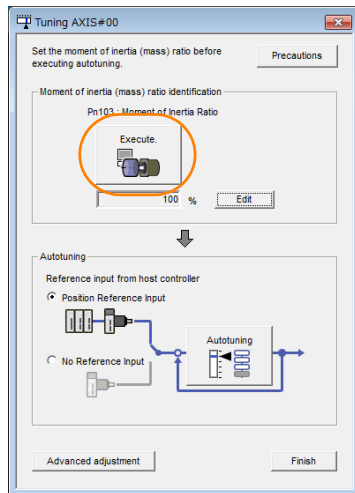 Tuning AXIS#00
Set the moment of inertia (mass) ratio before
executing autotuning.
Precautions
Moment of inertia (mass) ratio identification
Pn103 : Moment of Inertia Ratio
Execute.
100 % Edit
Autotuning
Reference input from host controller
Position Reference Input
Autotuning
No Reference Input
Advanced adjustment
Finish